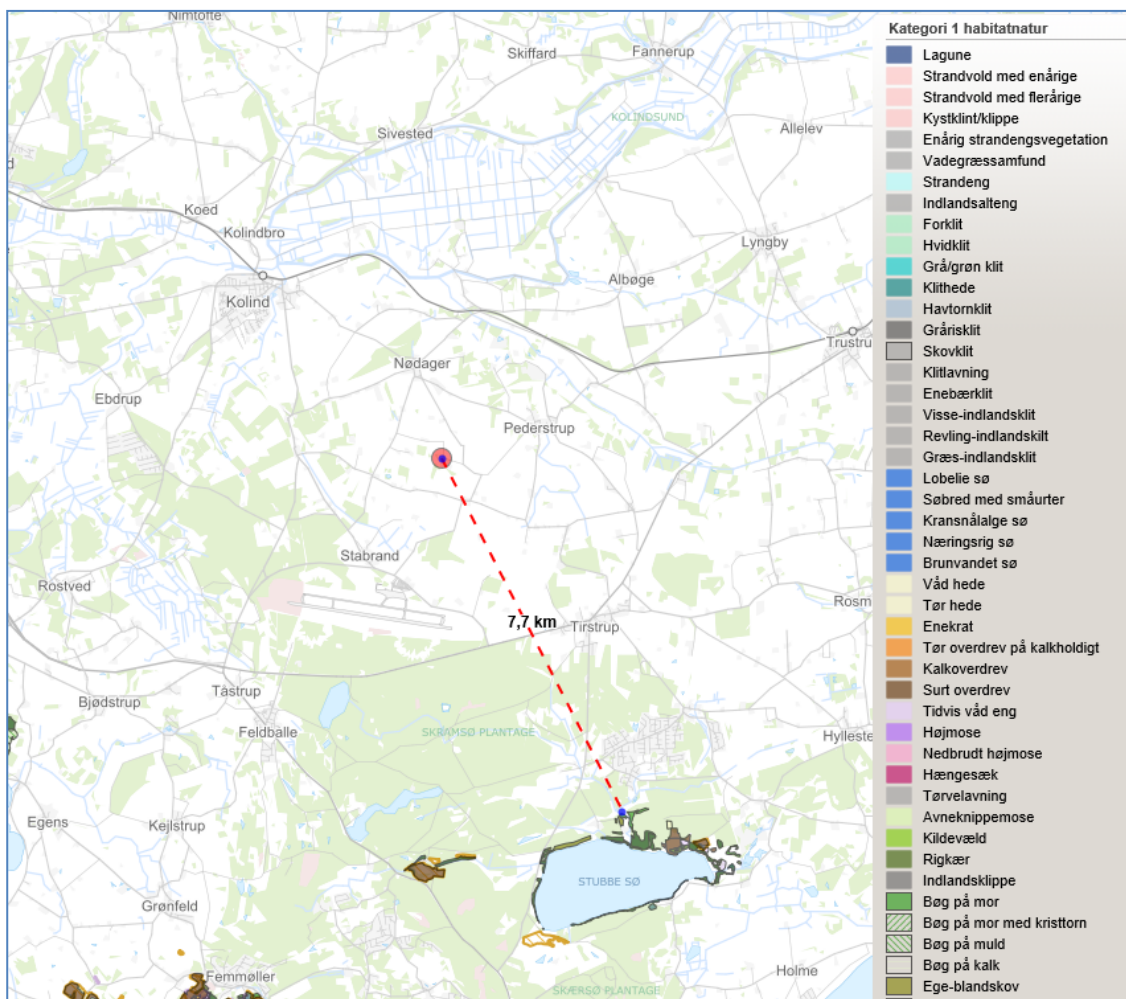 Nimtofte
Skiffard
Fannerup
KOLINDSUND
Sivested
Allelev
d
Koed
Kolindbro
Lyngby
Albøge
Kolind
Trustru
Nødager
Ebdrup
Pederstrup
Stabrand
Rostved
Rosm
7,7 km
Tirstrup
Tåstrup
Bjødstrup
Feldballe
SKRAMSØ PLANTAGE
Hylleste
Egens
Kejlstrup
STUBBE SØ
Grønfeld
Femmøller
Holme
SKÆRSØ PLANTAGE
Kategori 1 habitatnatur
Lagune
Strandvold med enårige
Strandvold med flerårige
Kystklint/klippe
Enårig strandengsvegetation
Vadegræssamfund
Strandeng
Indlandsalteng
Forklit
Hvidklit
Grå/grøn klit
Klithede
Havtornklit
Grårisklit
Skovklit
Klitlavning
Enebærklit
Visse-indlandsklit
Revling-indlandskilt
Græs-indlandsklit
Lobelie sø
Søbred med småurter
Kransnålalge sø
Næringsrig sø
Brunvandet sø
Våd hede
Tør hede
Enekrat
Tør overdrev på kalkholdigt
Kalkoverdrev
Surt overdrev
Tidvis våd eng
Højmose
Nedbrudt højmose
Hængesæk
Tørvelavning
Avneknippemose
Kildevæld
Rigkær
Indlandsklippe
Bøg på mor
Bøg på mor med kristtorn
Bøg på muld
Bøg på kalk
Ege-blandskov